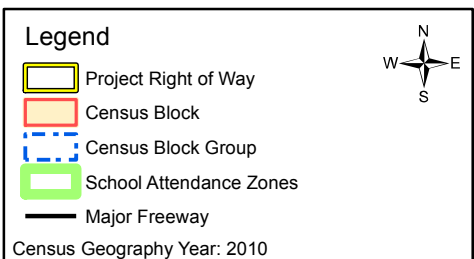 Legend
N
W E
S
Project Right of Way
Census Block
Census Block Group
School Attendance Zones
Major Freeway
Census Geography Year: 2010